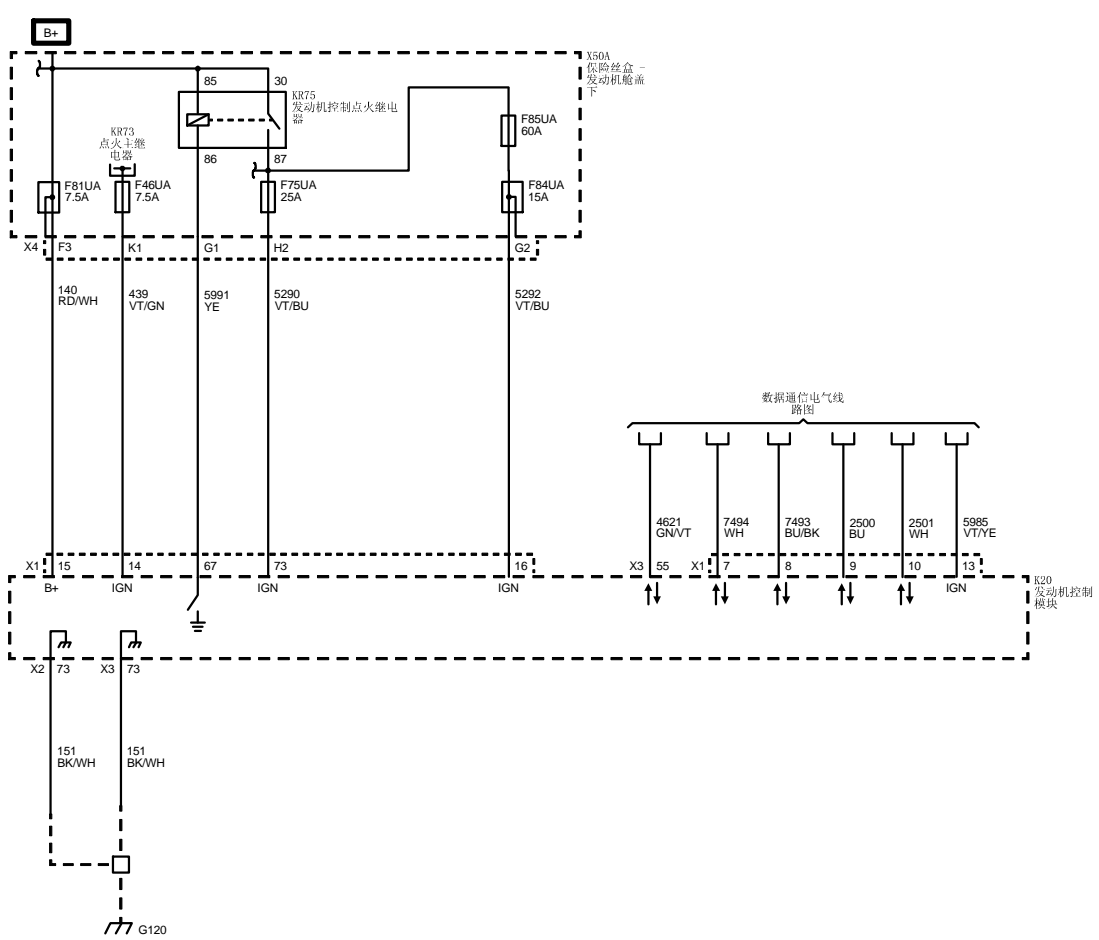 B+
X50A
保险丝盒 -
发动机舱盖
下
85
30
KR75
发动机控制点火继电
器
F85UA
60A
KR73
点火主继
电器
86
87
F81UA
7.5A
F46UA
7.5A
F75UA
25A
F84UA
15A
X4
F3
K1
G1
H2
G2
140
RD/WH
439
VT/GN
5991
YE
5290
VT/BU
5292
VT/BU
数据通信电气线
路图
4621
GN/VT
7494
WH
7493
BU/BK
2500
BU
2501
WH
5985
VT/YE
X1
15
14
67
73
16
X3
55
X1
7
8
9
10
13
B+
IGN
IGN
IGN
IGN
K20
发动机控制
模块
X2
73
X3
73
151
BK/WH
151
BK/WH
G120